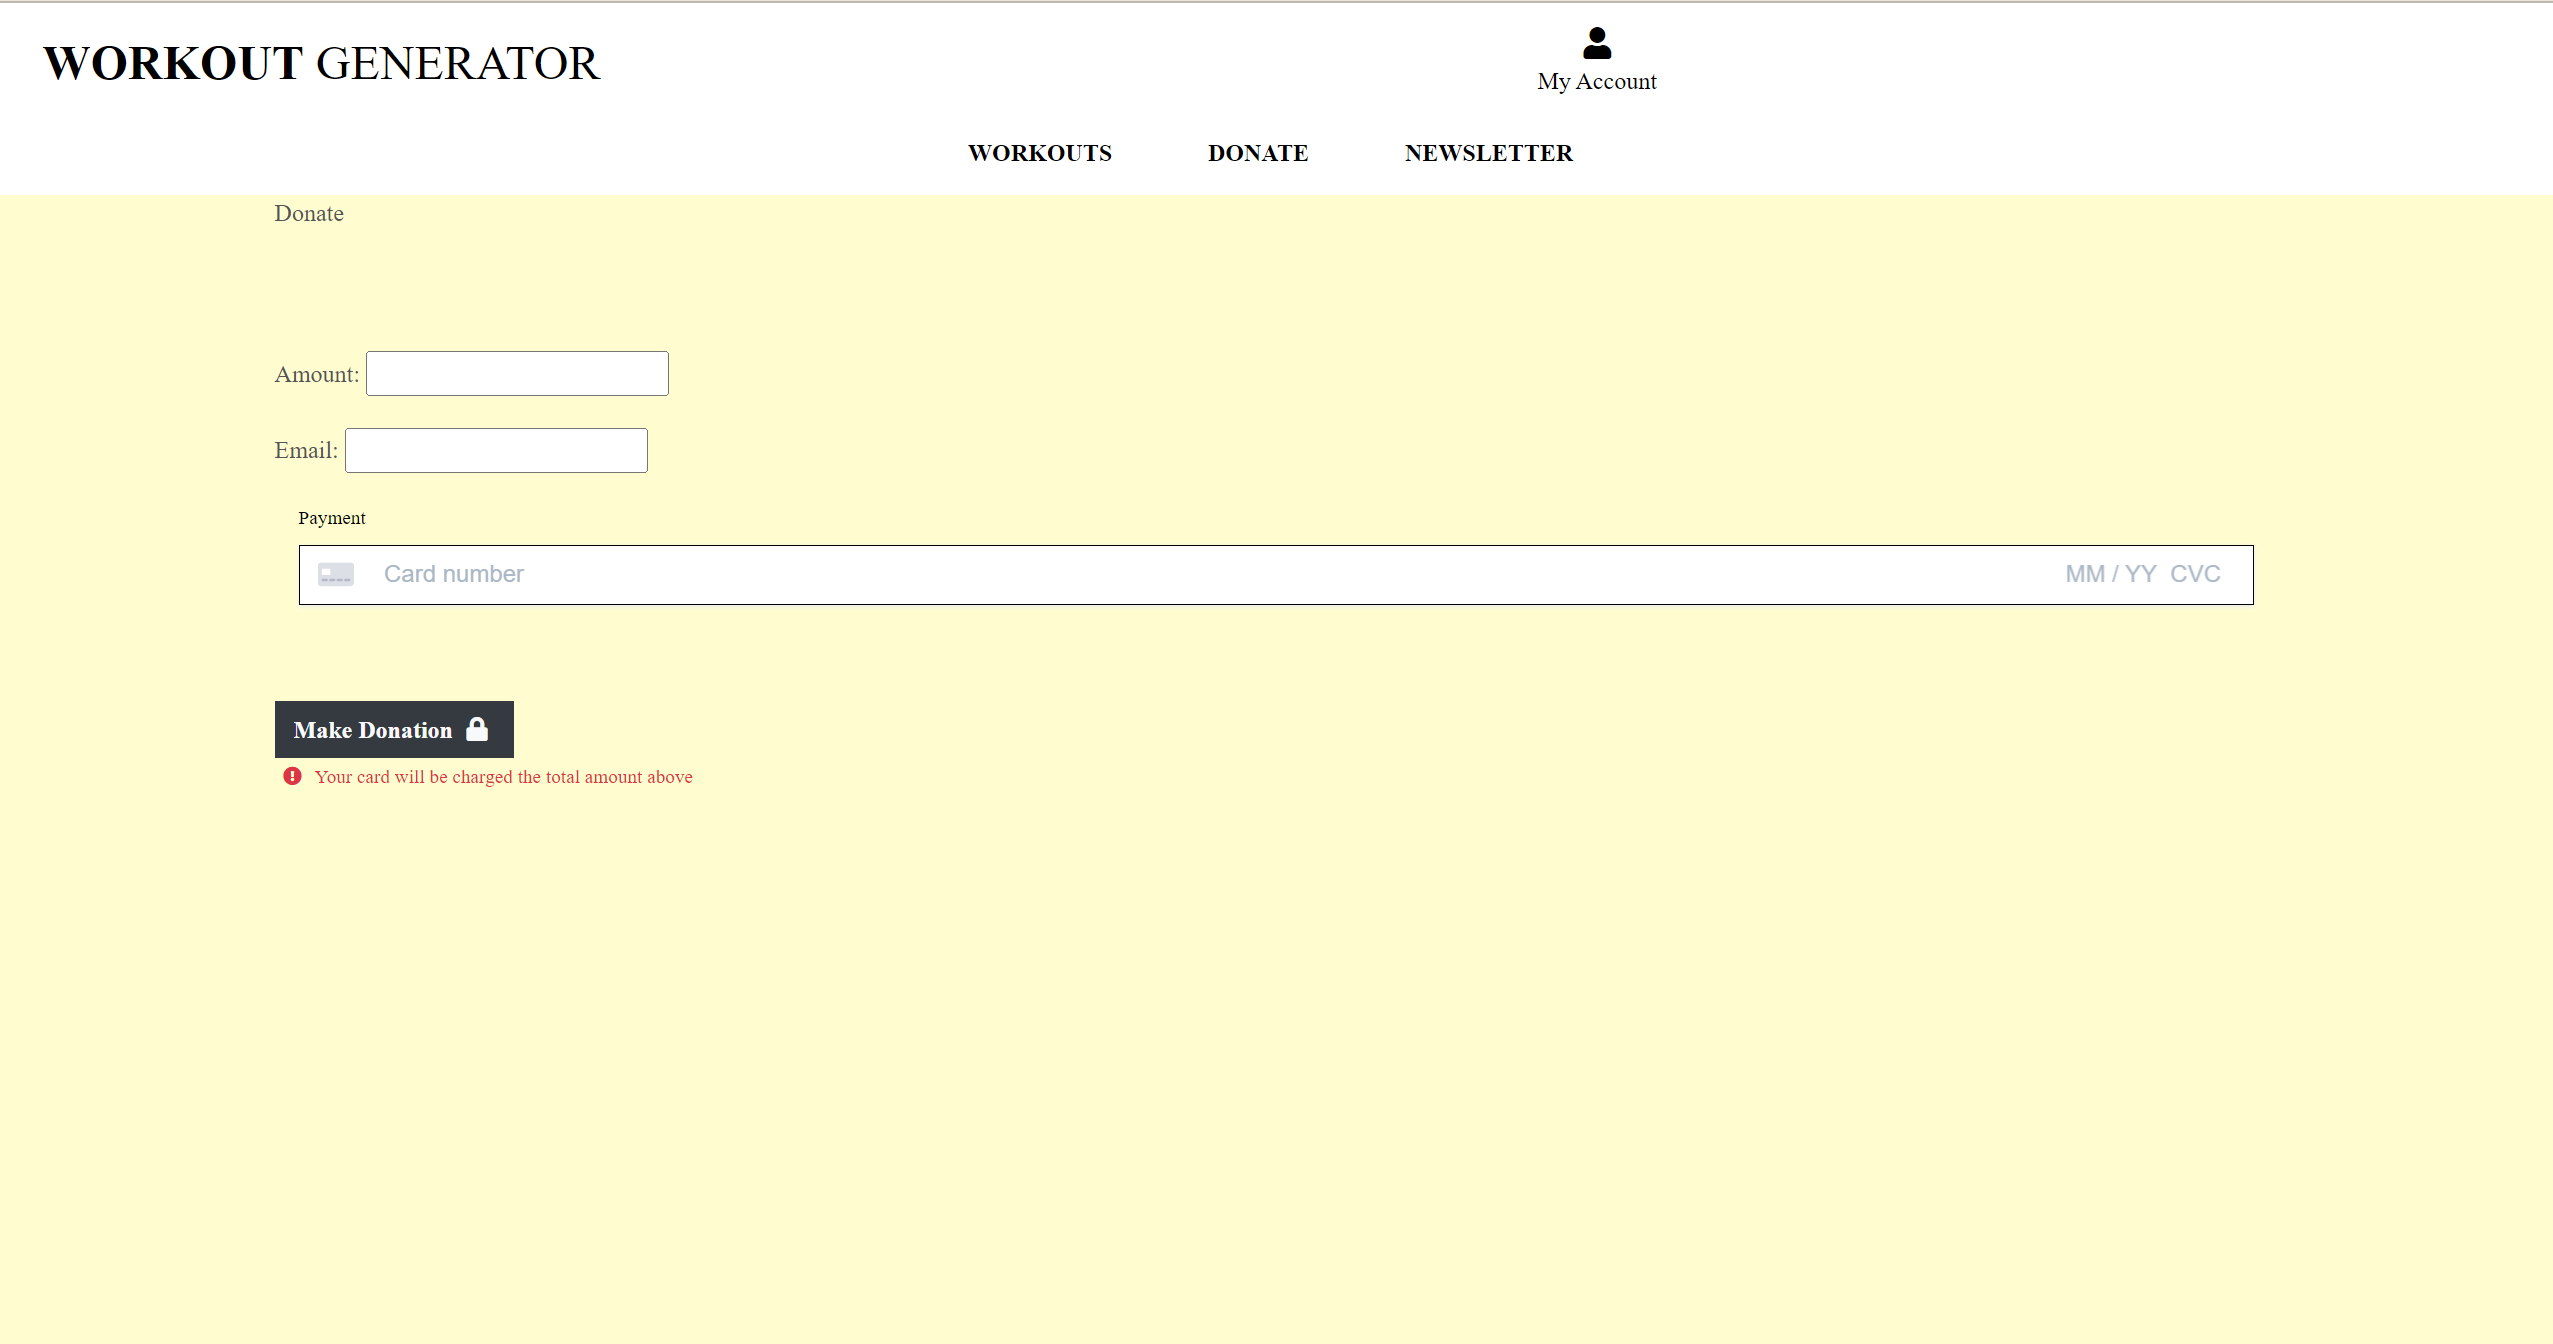 WORKOUT GENERATOR
My Account
WORKOUTS DONATE NEWSLETTER
Donate
Amount:
Email:
Payment
Card number MM / YY CVC
Make Donation
Your card will be charged the total amount above